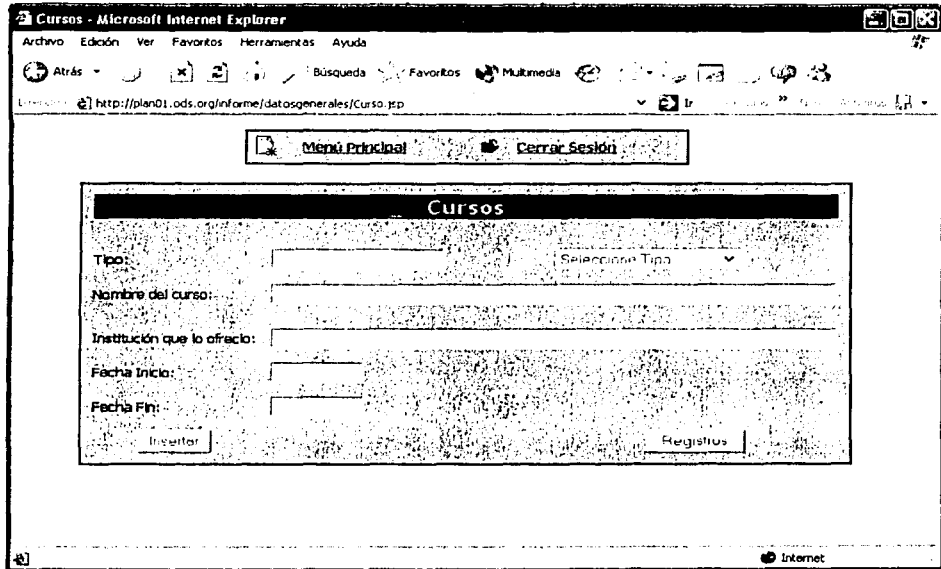 Cursos - Microsoft Internet Explorer
Archivo Edición Ver Favoritos Herramientas Ayuda
Atrás Búsqueda Favoritos Multimedia
http://plan01.ods.org/informe/datosgenerales/Curso.jsp Ir
Menú Principal Cerrar Sesión
Cursos
Tipo: Seleccione Tipo
Nombre del curso:
Institución que lo ofrecio:
Fecha Inicio:
Fecha Fin:
Insertar Registros
Internet